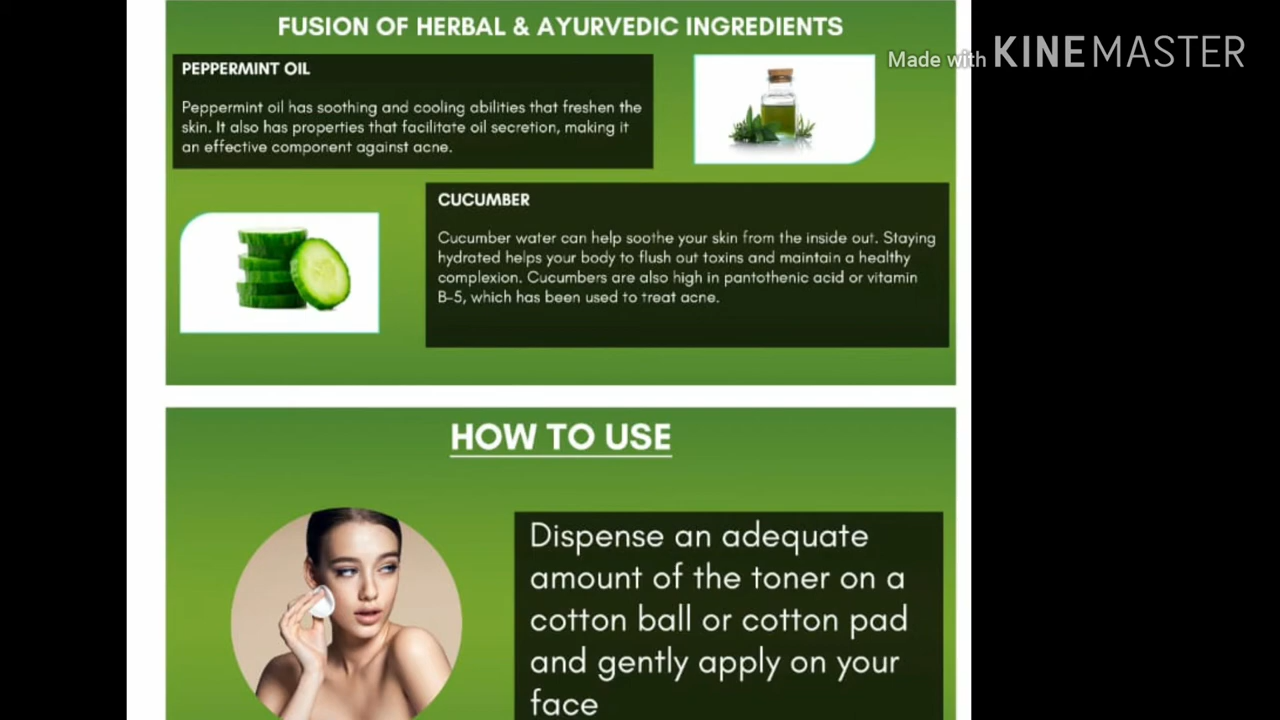 FUSION OF HERBAL & AYURVEDIC INGREDIENTS
Made with KINEMASTER
PEPPERMINT OIL
Peppermint oil has soothing and cooling abilities that freshen the
skin. It also has properties that facilitate oil secretion, making it
an effective component against acne.
CUCUMBER
Cucumber water can help soothe your skin from the inside out. Staying
hydrated helps your body to flush out toxins and maintain a healthy
complexion. Cucumbers are also high in pantothenic acid or vitamin
B-5, which has been used to treat acne.
HOW TO USE
Dispense an adequate
amount of the toner on a
cotton ball or cotton pad
and gently apply on your
face